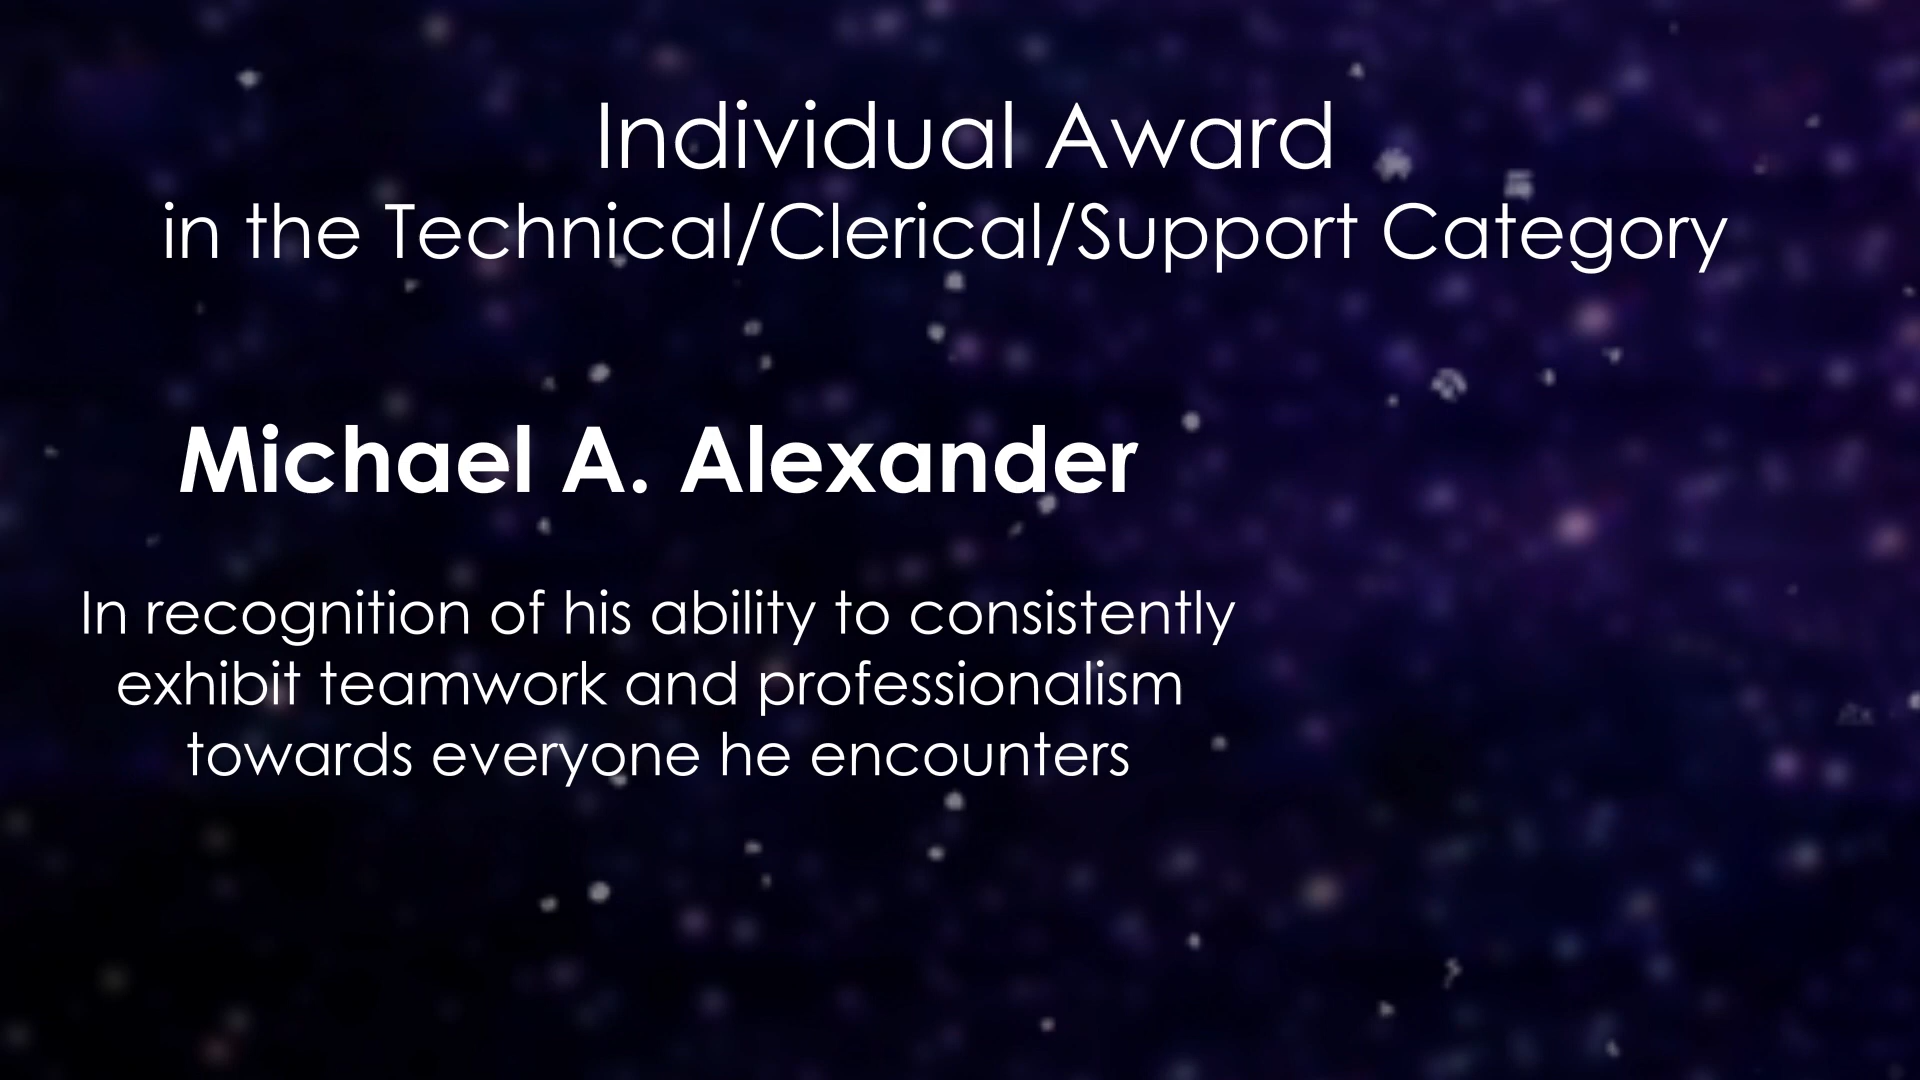 Individual Award
in the Technical/Clerical/Support Category
Michael A. Alexander
In recognition of his ability to consistently
exhibit teamwork and professionalism
towards everyone he encounters